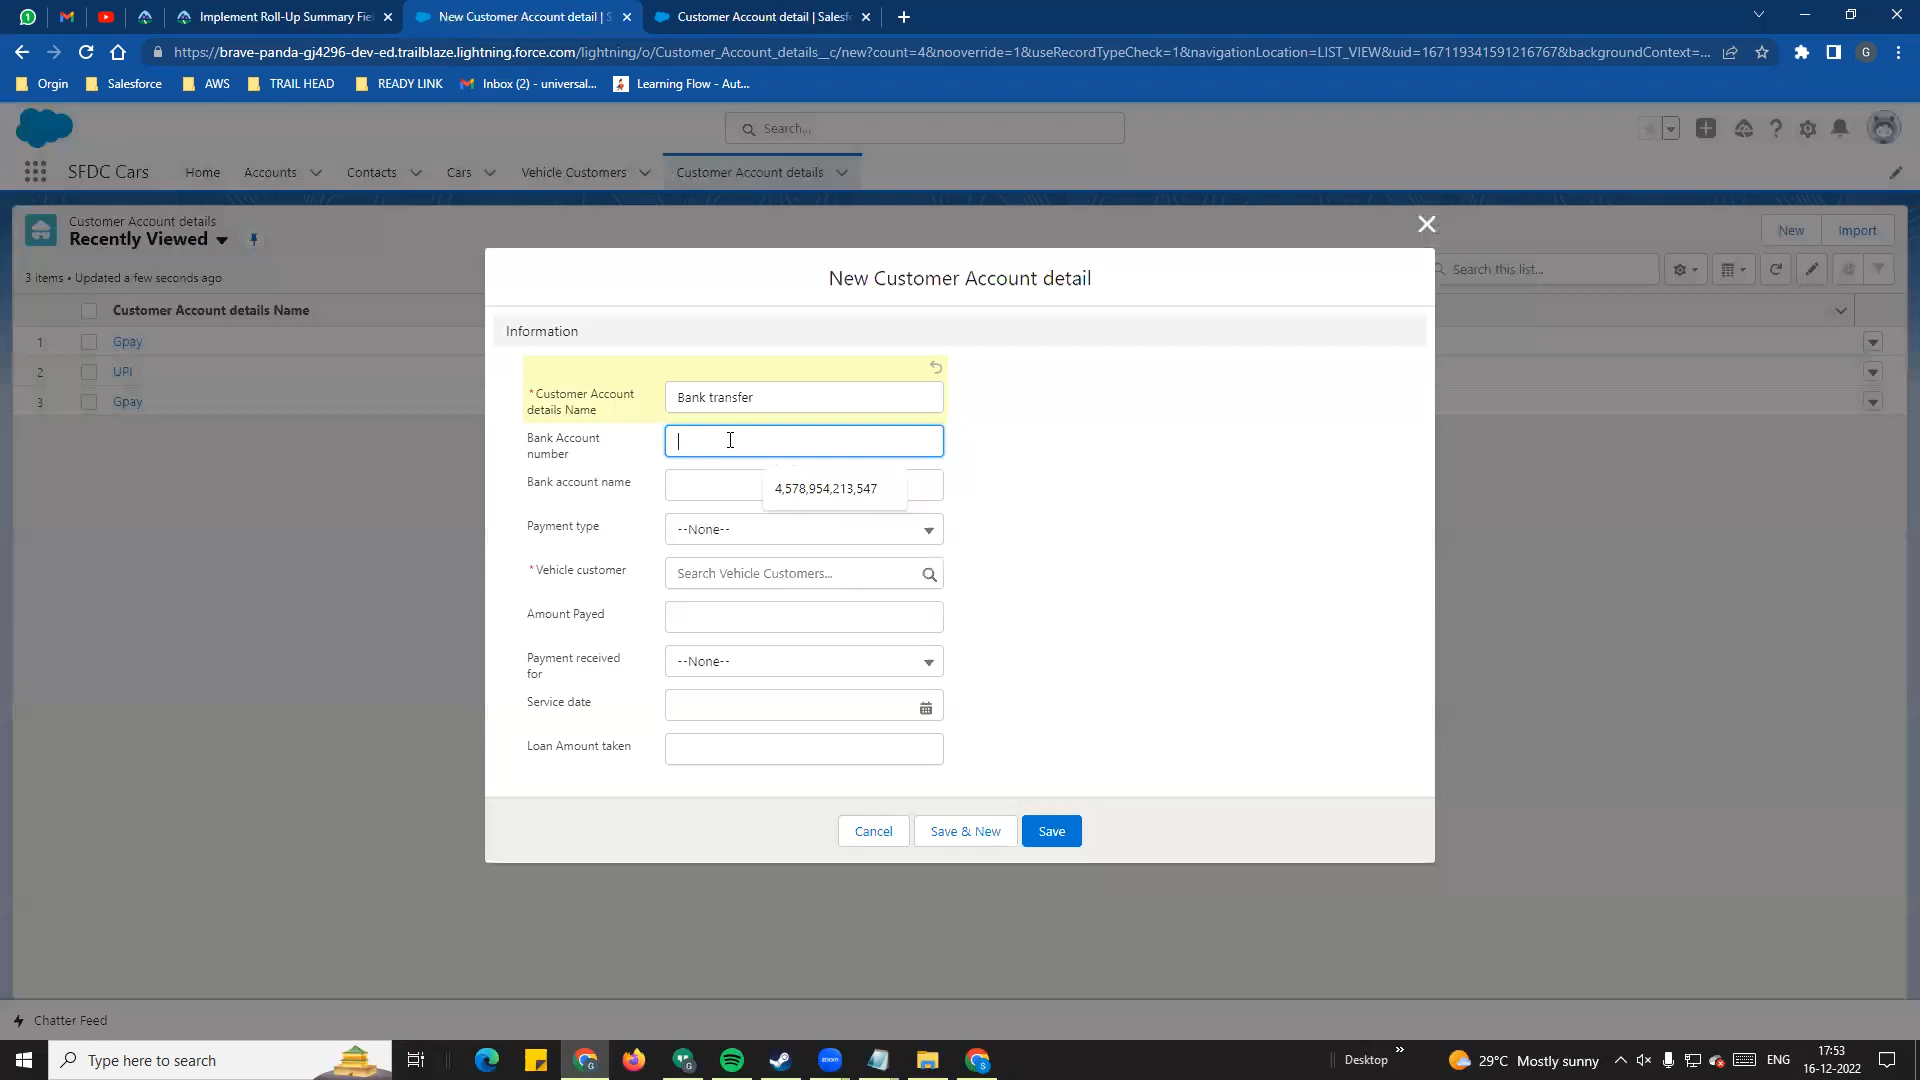 Implement Roll-Up Summary Fie
New Customer Account detail | S
Customer Account detail | Salesf
https://brave-panda-gj4296-dev-ed.trailblaze.lightning.force.com/lightning/o/Customer_Account_details__c/new?count=4&nooverride=1&useRecordTypeCheck=1&navigationLocation=LIST_VIEW&uid=167119341591216767&backgroundContext=...
G
Orgin
Salesforce
AWS
TRAIL HEAD
READY LINK
Inbox (2) - universal...
Learning Flow - Aut...
Search...
SFDC Cars
Home
Accounts
Contacts
Cars
Vehicle Customers
Customer Account details
Customer Account details
Recently Viewed
New
Import
3 items • Updated a few seconds ago
Search this list...
Customer Account details Name
1 Gpay
2 UPI
3 Gpay
New Customer Account detail
Information
*Customer Account details Name
Bank transfer
Bank Account number
4,578,954,213,547
Bank account name
Payment type
--None--
*Vehicle customer
Search Vehicle Customers...
Amount Payed
Payment received for
--None--
Service date
Loan Amount taken
Cancel
Save & New
Save
Chatter Feed
Type here to search
Desktop
29°C Mostly sunny
ENG
17:53
16-12-2022